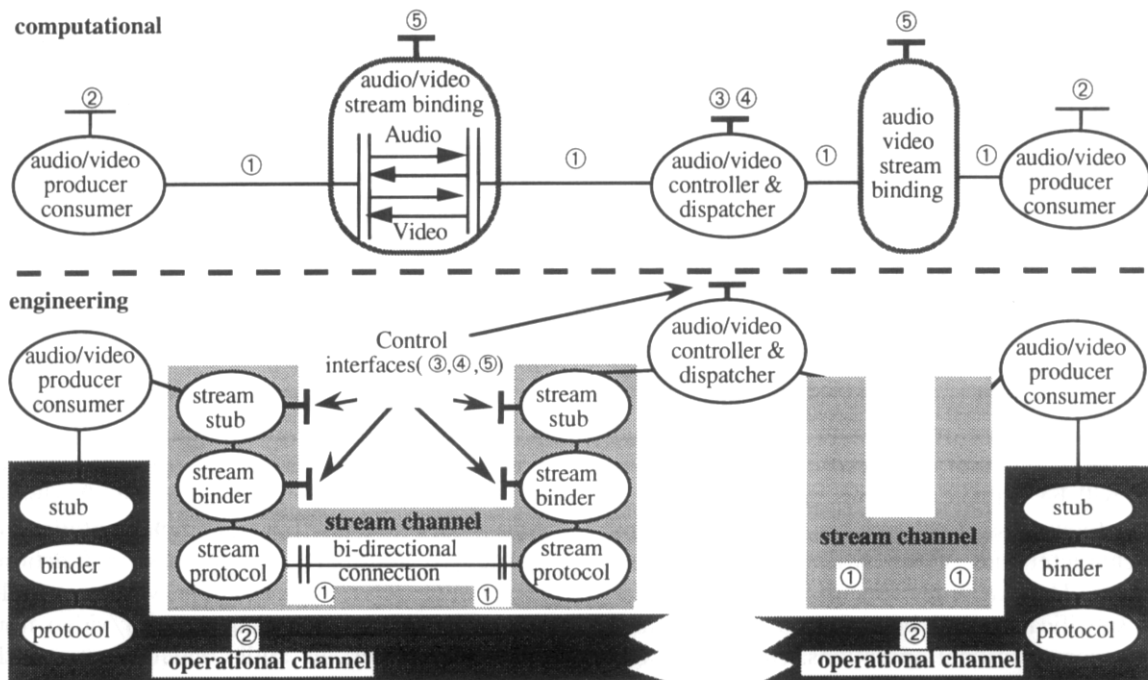 computational
⑤
⑤
②
audio/video
stream binding
③ ④
②
Audio
Video
audio/video
producer
consumer
①
①
audio/video
controller &
dispatcher
①
audio
video
stream
binding
①
audio/video
producer
consumer
engineering
audio/video
producer
consumer
Control
interfaces( ③,④,⑤)
audio/video
controller &
dispatcher
audio/video
producer
consumer
stream
stub
stream
stub
stream
binder
stream
binder
stream channel
stream
protocol
bi-directional
connection
stream
protocol
①
①
stub
binder
protocol
②
operational channel
stream channel
①
①
stub
binder
protocol
②
operational channel